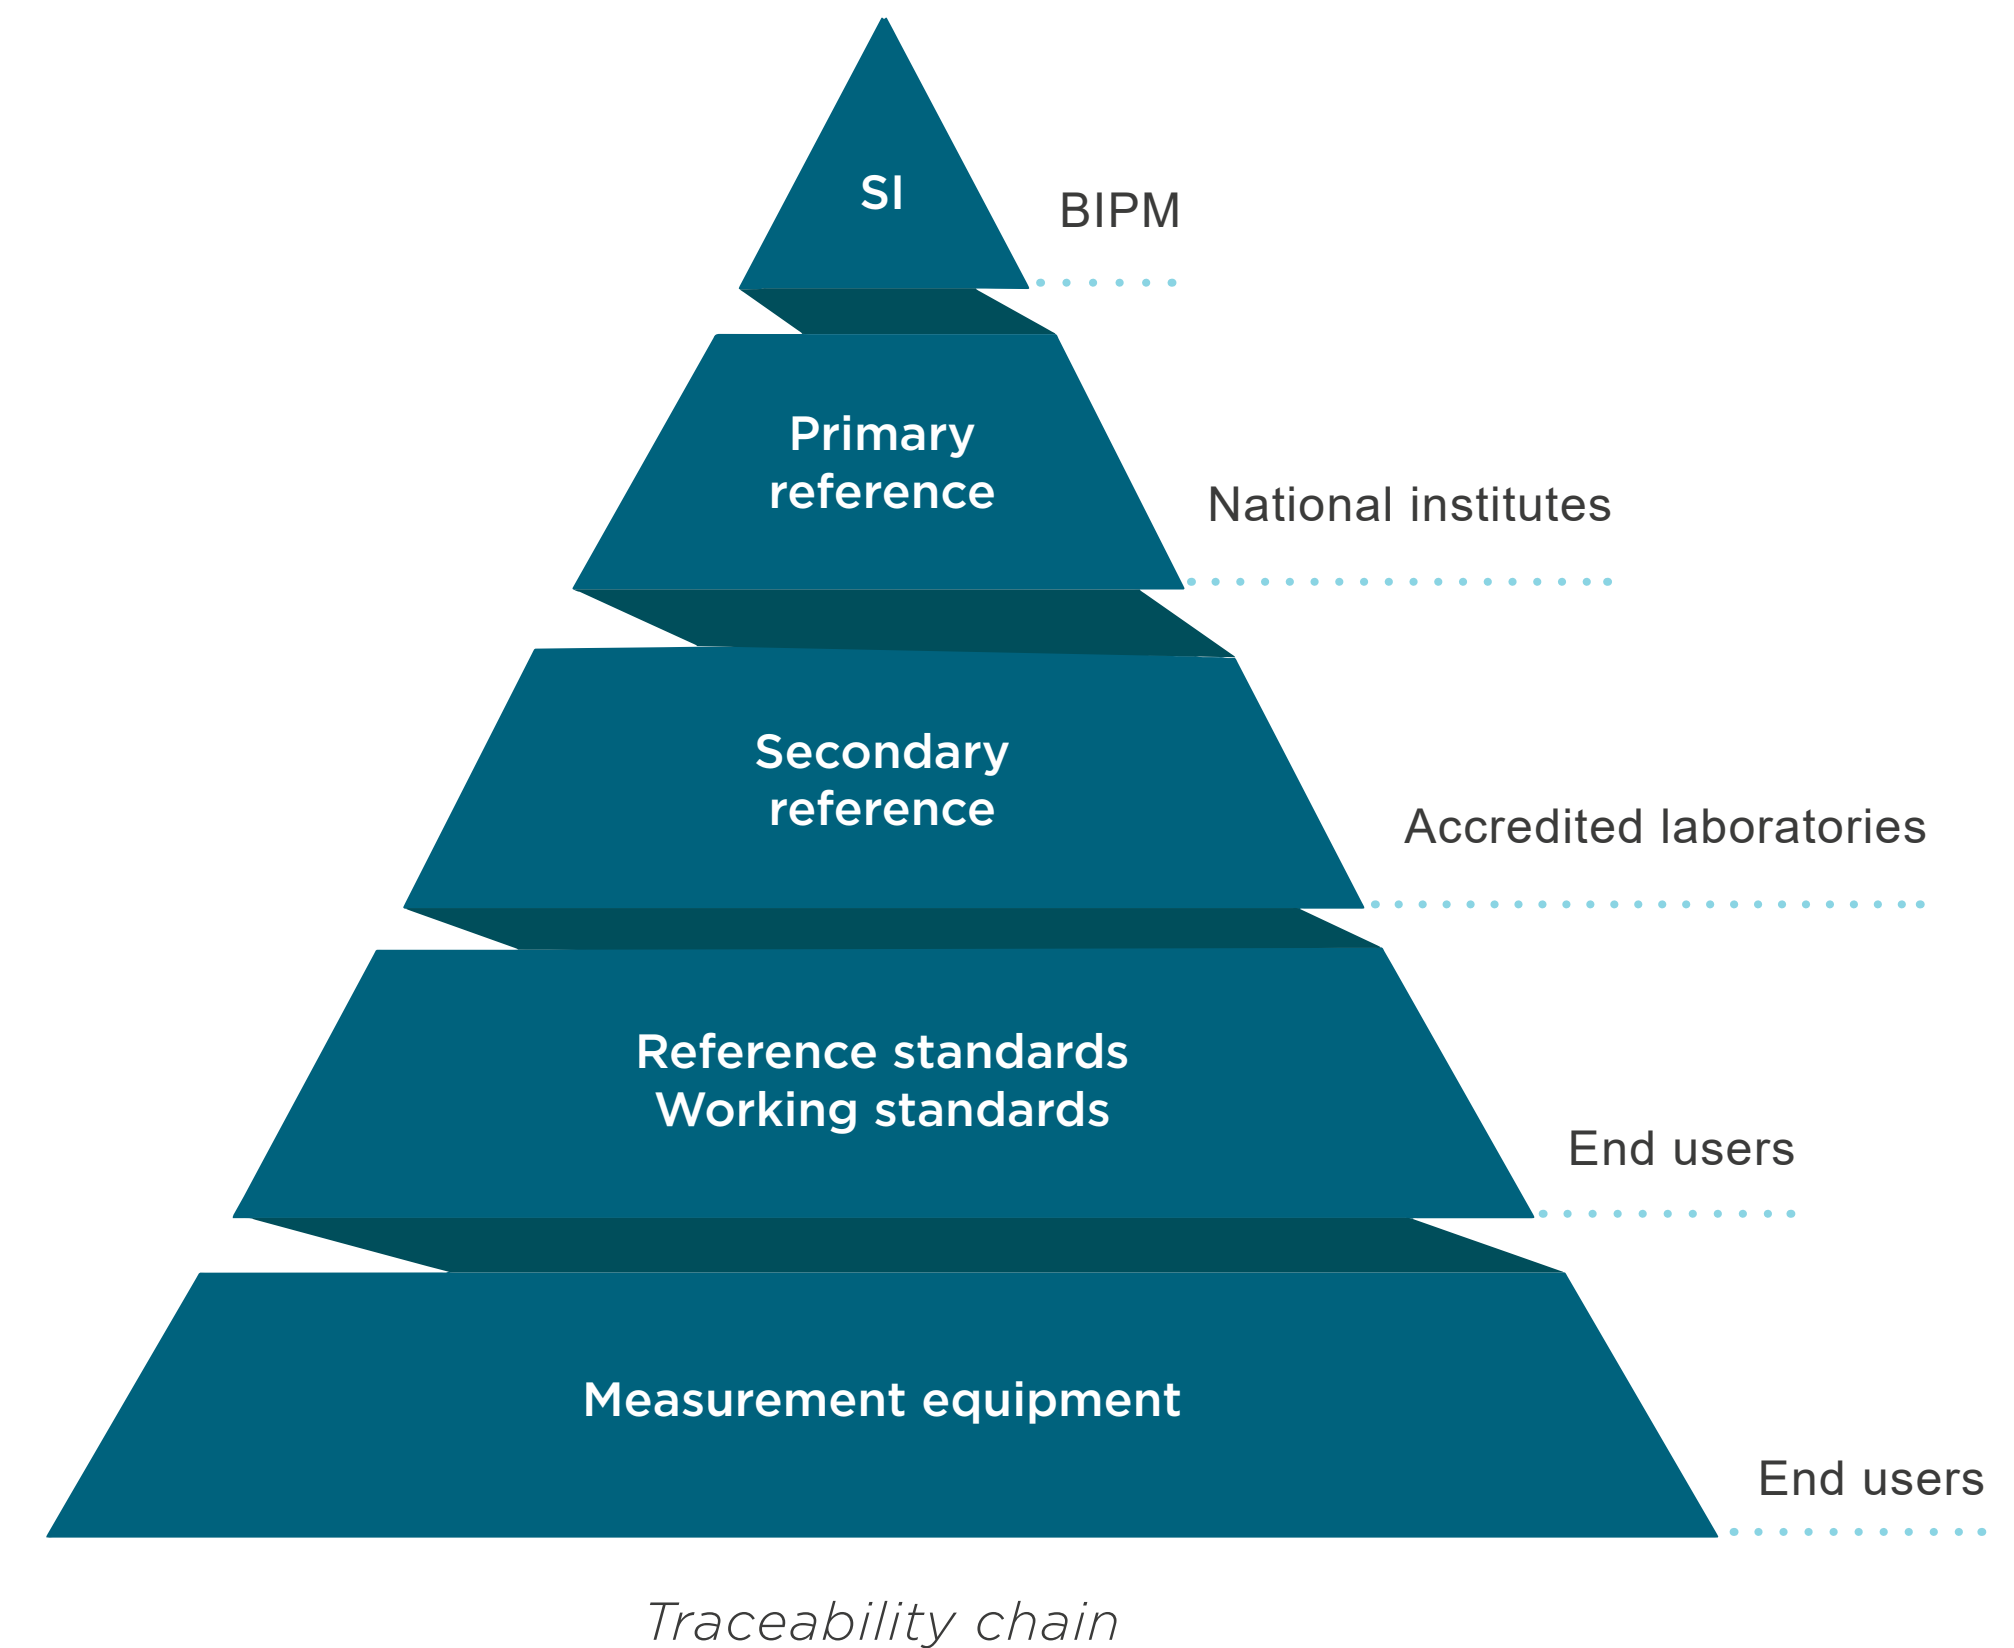 SI
BIPM
Primary
reference
National institutes
Secondary
reference
Accredited laboratories
Reference standards
Working standards
End users
Measurement equipment
End users
Traceability chain